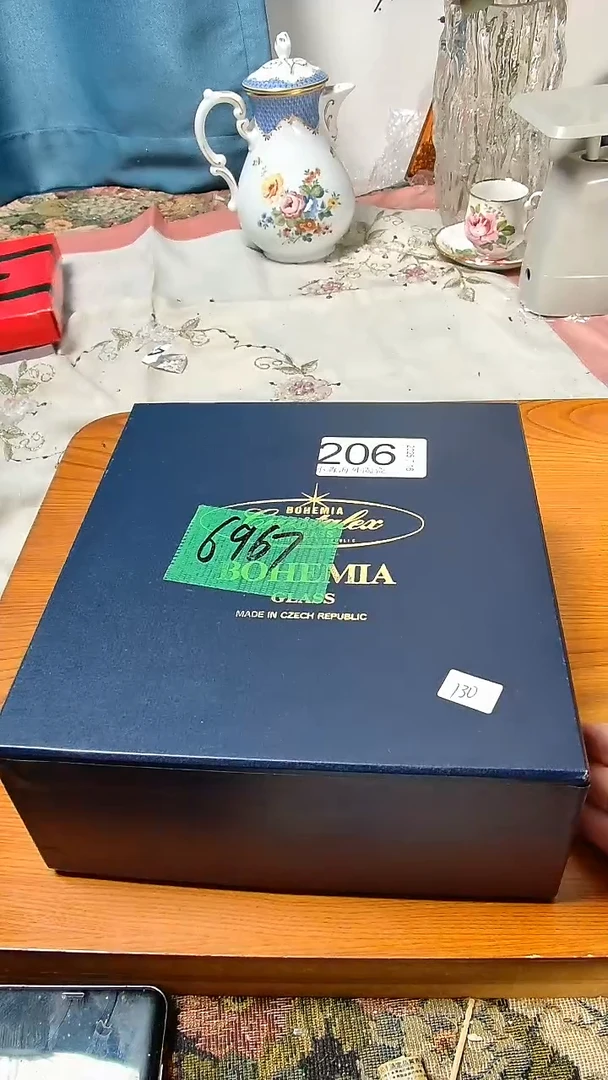 206
BOHEMIA
6967
BOHEMIA
GLASS
MADE IN CZECH REPUBLIC
130